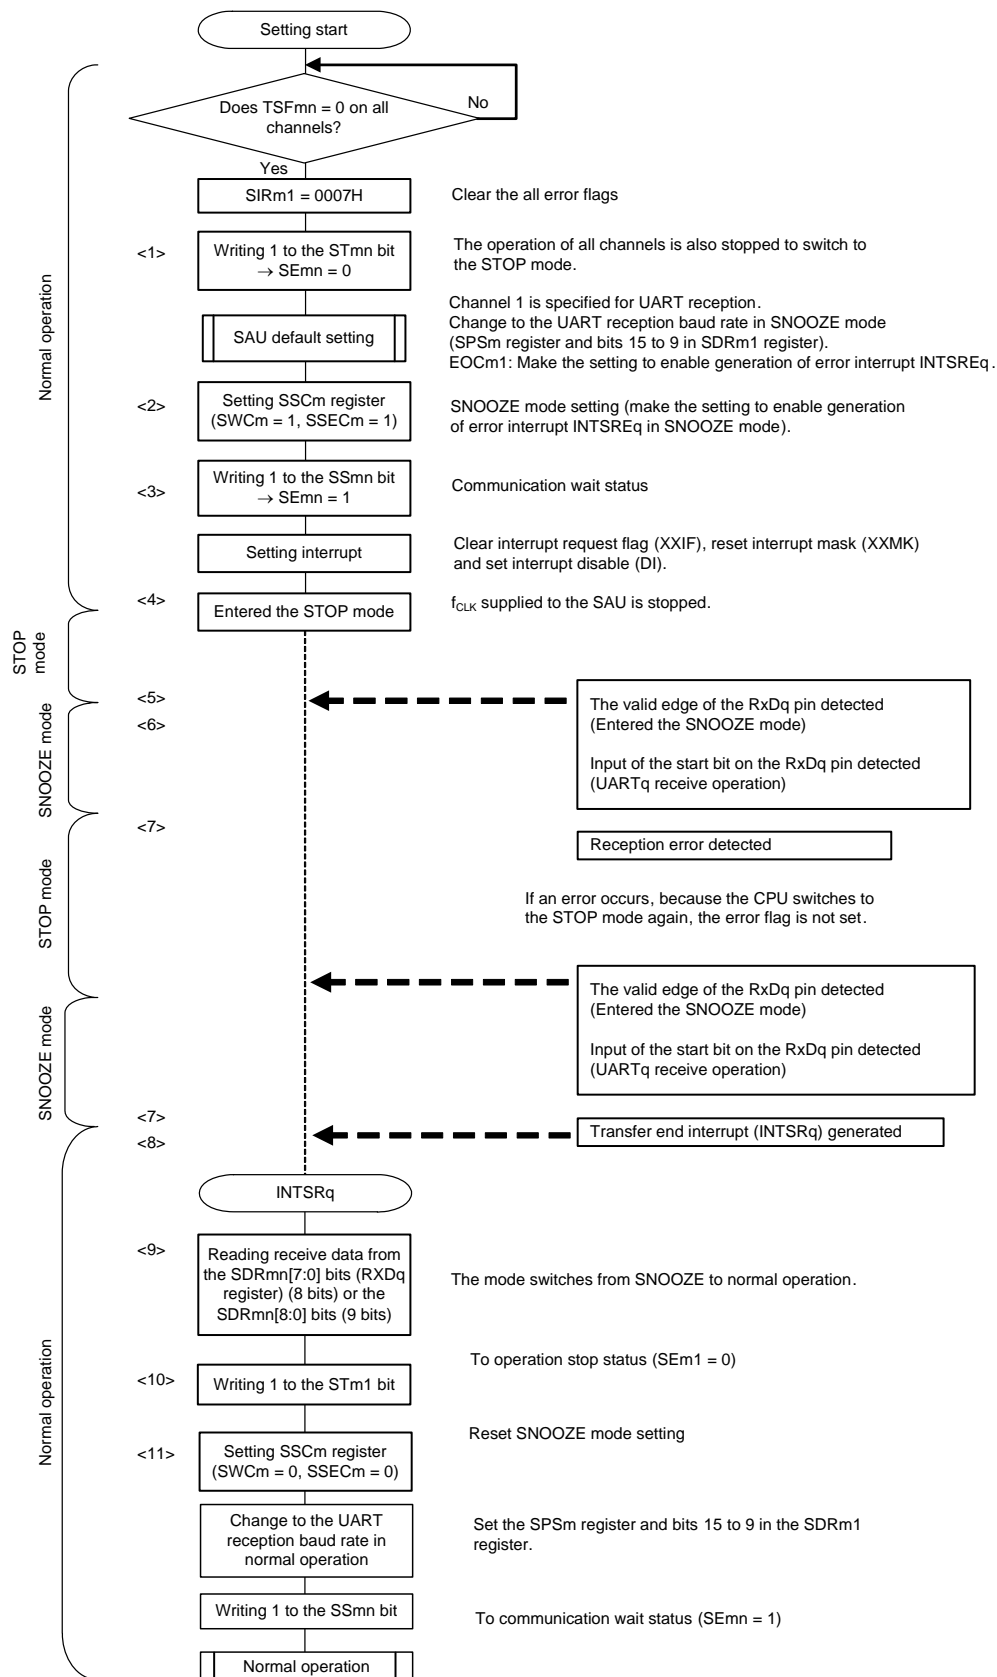 Setting start
Does TSFmn = 0 on all
channels?
No
Yes
SIRm1 = 0007H
Clear the all error flags
<1>
Writing 1 to the STmn bit
→ SEmn = 0
The operation of all channels is also stopped to switch to
the STOP mode.
SAU default setting
Channel 1 is specified for UART reception.
Change to the UART reception baud rate in SNOOZE mode
(SPSm register and bits 15 to 9 in SDRm1 register).
EOCm1: Make the setting to enable generation of error interrupt INTSREq.
Normal operation
<2>
Setting SSCm register
(SWCm = 1, SSECm = 1)
SNOOZE mode setting (make the setting to enable generation
of error interrupt INTSREq in SNOOZE mode).
<3>
Writing 1 to the SSmn bit
→ SEmn = 1
Communication wait status
Setting interrupt
Clear interrupt request flag (XXIF), reset interrupt mask (XXMK)
and set interrupt disable (DI).
<4>
Entered the STOP mode
fCLK supplied to the SAU is stopped.
STOP
mode
<5>
<6>
The valid edge of the RxDq pin detected
(Entered the SNOOZE mode)
Input of the start bit on the RxDq pin detected
(UARTq receive operation)
SNOOZE mode
<7>
Reception error detected
STOP mode
If an error occurs, because the CPU switches to
the STOP mode again, the error flag is not set.
The valid edge of the RxDq pin detected
(Entered the SNOOZE mode)
Input of the start bit on the RxDq pin detected
(UARTq receive operation)
SNOOZE mode
<7>
<8>
Transfer end interrupt (INTSRq) generated
INTSRq
<9>
Reading receive data from
the SDRmn[7:0] bits (RXDq
register) (8 bits) or the
SDRmn[8:0] bits (9 bits)
The mode switches from SNOOZE to normal operation.
To operation stop status (SEm1 = 0)
<10>
Writing 1 to the STm1 bit
Normal operation
Reset SNOOZE mode setting
<11>
Setting SSCm register
(SWCm = 0, SSECm = 0)
Change to the UART
reception baud rate in
normal operation
Set the SPSm register and bits 15 to 9 in the SDRm1
register.
Writing 1 to the SSmn bit
To communication wait status (SEmn = 1)
Normal operation